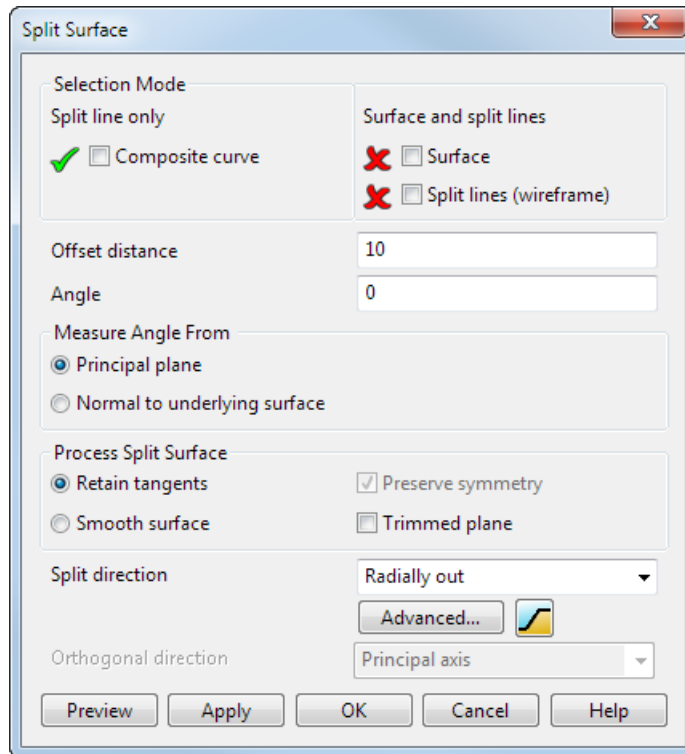 Split Surface
Selection Mode
Split line only
Surface and split lines
Composite curve
Surface
Split lines (wireframe)
Offset distance
10
Angle
0
Measure Angle From
Principal plane
Normal to underlying surface
Process Split Surface
Retain tangents
Preserve symmetry
Smooth surface
Trimmed plane
Split direction
Radially out
Advanced...
Orthogonal direction
Principal axis
Preview
Apply
OK
Cancel
Help